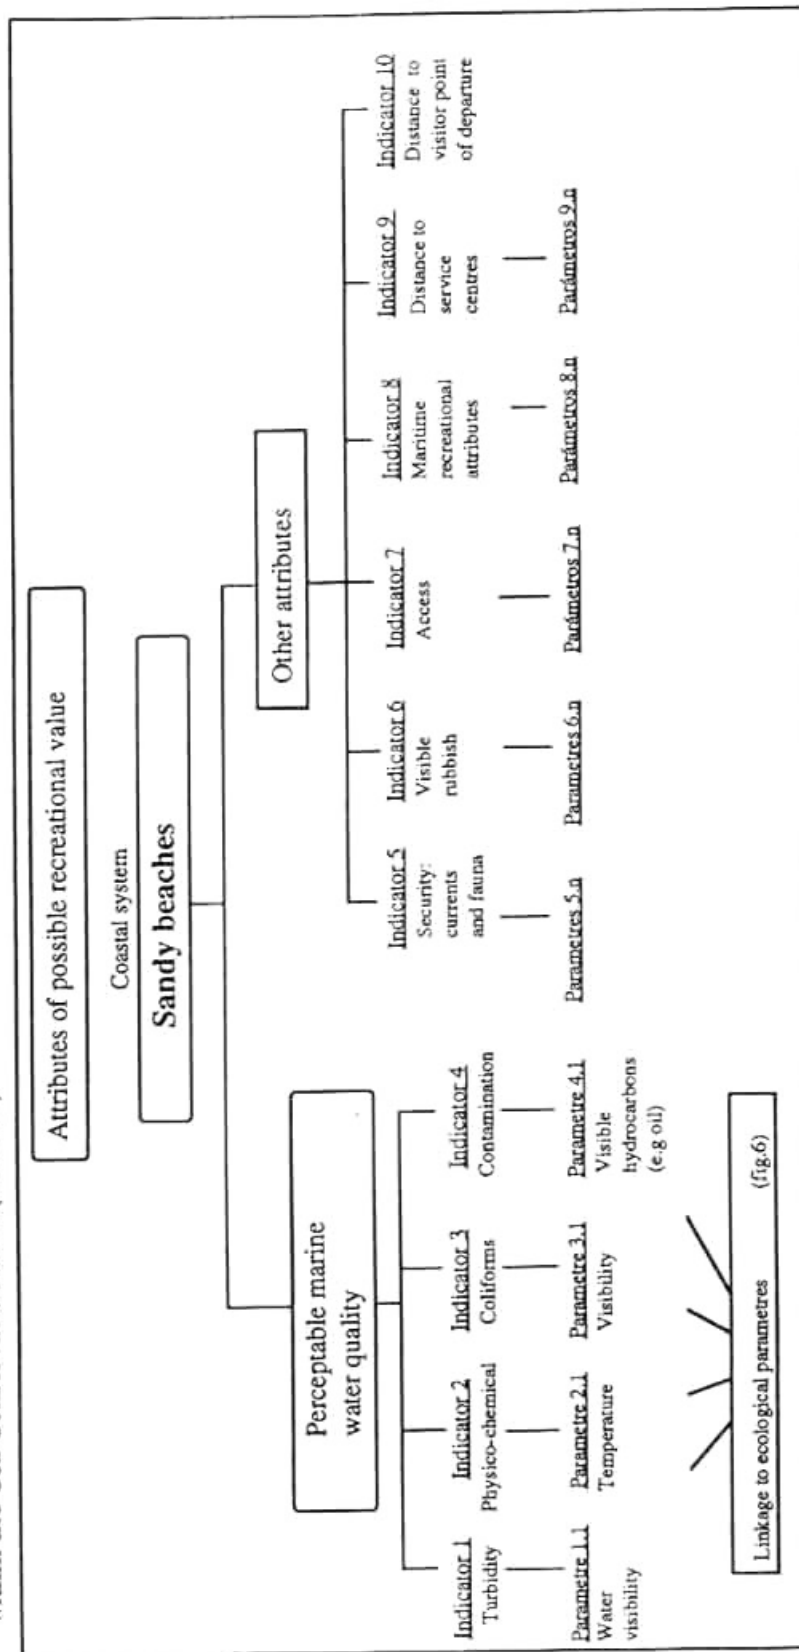 Attributes of possible recreational value
Coastal system
Sandy beaches
Perceptable marine
water quality
Other attributes
Indicator 1
Turbidity
Indicator 2
Physico-chemical
Indicator 3
Coliforms
Indicator 4
Contamination
Indicator 5
Security:
currents
and fauna
Indicator 6
Visible
rubbish
Indicator 7
Access
Indicator 8
Maritime
recreational
attributes
Indicator 9
Distance to
service
centres
Indicator 10
Distance to
visitor point
of departure
Parametre 1.1
Water
visibility
Parametre 2.1
Temperature
Parametre 3.1
Visibility
Parametre 4.1
Visible
hydrocarbons
(e.g oil)
Parametres 5.n
Parametres 6.n
Parámetros 7.n
Parámetros 8.n
Parámetros 9.n
Linkage to ecological parametres (fig.6)